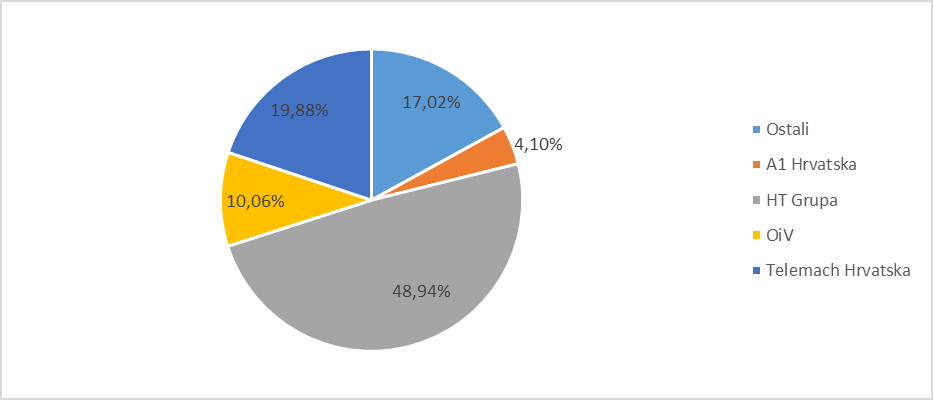 17,02%
4,10%
48,94%
10,06%
19,88%
Ostali
A1 Hrvatska
HT Grupa
OiV
Telemach Hrvatska